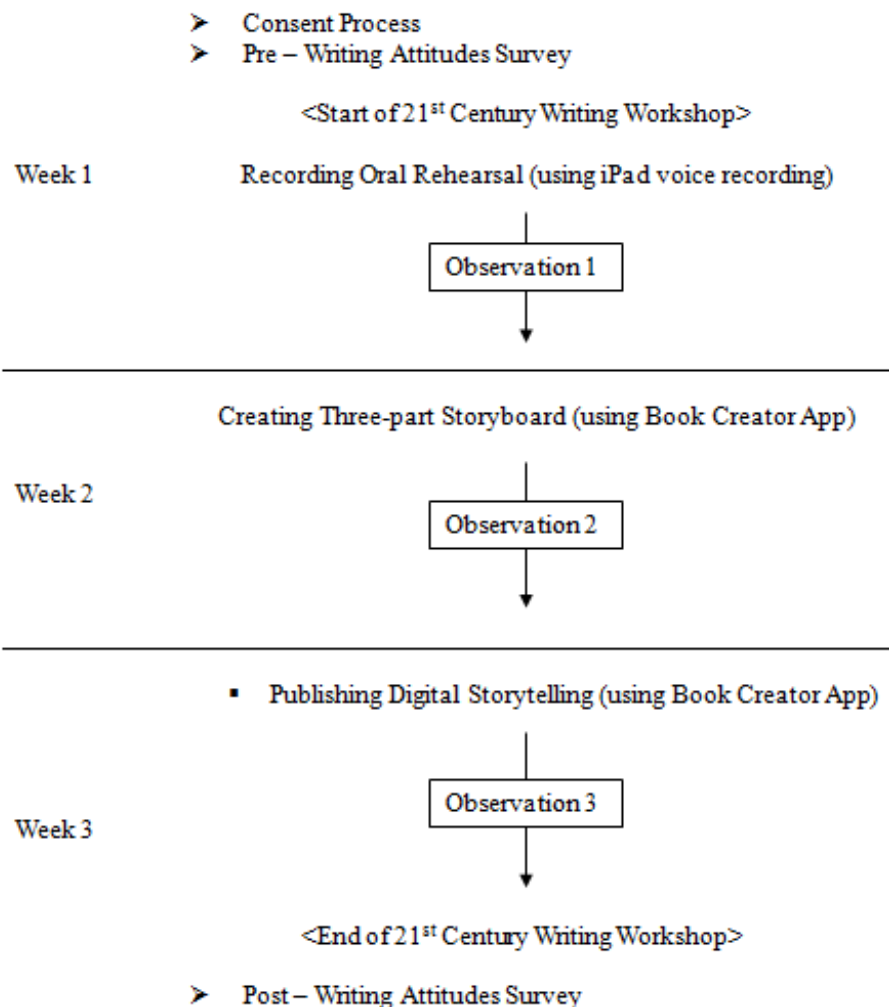 ➤ Consent Process
➤ Pre – Writing Attitudes Survey
<Start of 21st Century Writing Workshop>
Week 1 Recording Oral Rehearsal (using iPad voice recording)
Observation 1
Creating Three-part Storyboard (using Book Creator App)
Week 2
Observation 2
▪ Publishing Digital Storytelling (using Book Creator App)
Observation 3
Week 3
<End of 21st Century Writing Workshop>
➤ Post – Writing Attitudes Survey